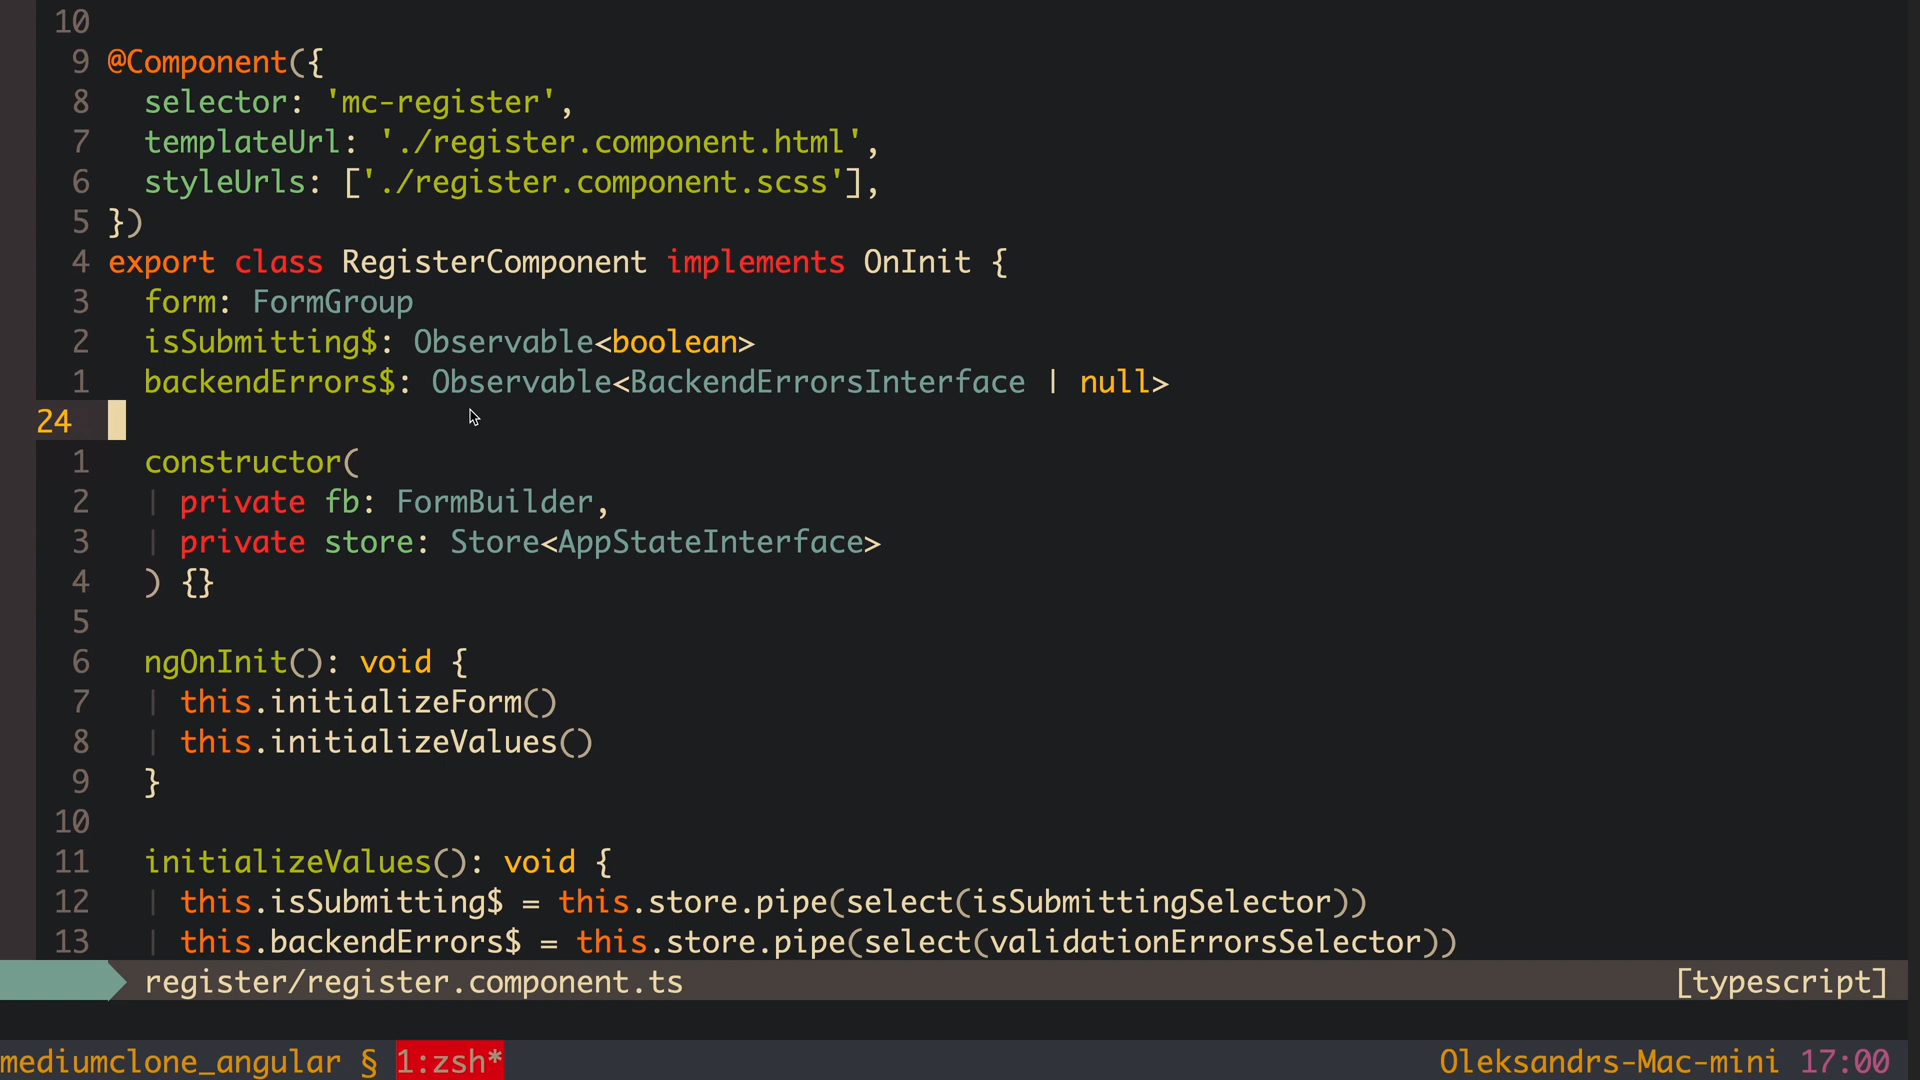 10
9 @Component({
8   selector: 'mc-register',
7   templateUrl: './register.component.html',
6   styleUrls: ['./register.component.scss'],
5 })
4 export class RegisterComponent implements OnInit {
3   form: FormGroup
2   isSubmitting$: Observable<boolean>
1   backendErrors$: Observable<BackendErrorsInterface | null>
24
1   constructor(
2   | private fb: FormBuilder,
3   | private store: Store<AppStateInterface>
4   ) {}
5
6   ngOnInit(): void {
7   | this.initializeForm()
8   | this.initializeValues()
9   }
10
11   initializeValues(): void {
12   | this.isSubmitting$ = this.store.pipe(select(isSubmittingSelector))
13   | this.backendErrors$ = this.store.pipe(select(validationErrorsSelector))
register/register.component.ts [typescript]
mediumclone_angular § 1:zsh* Oleksandrs-Mac-mini 17:00